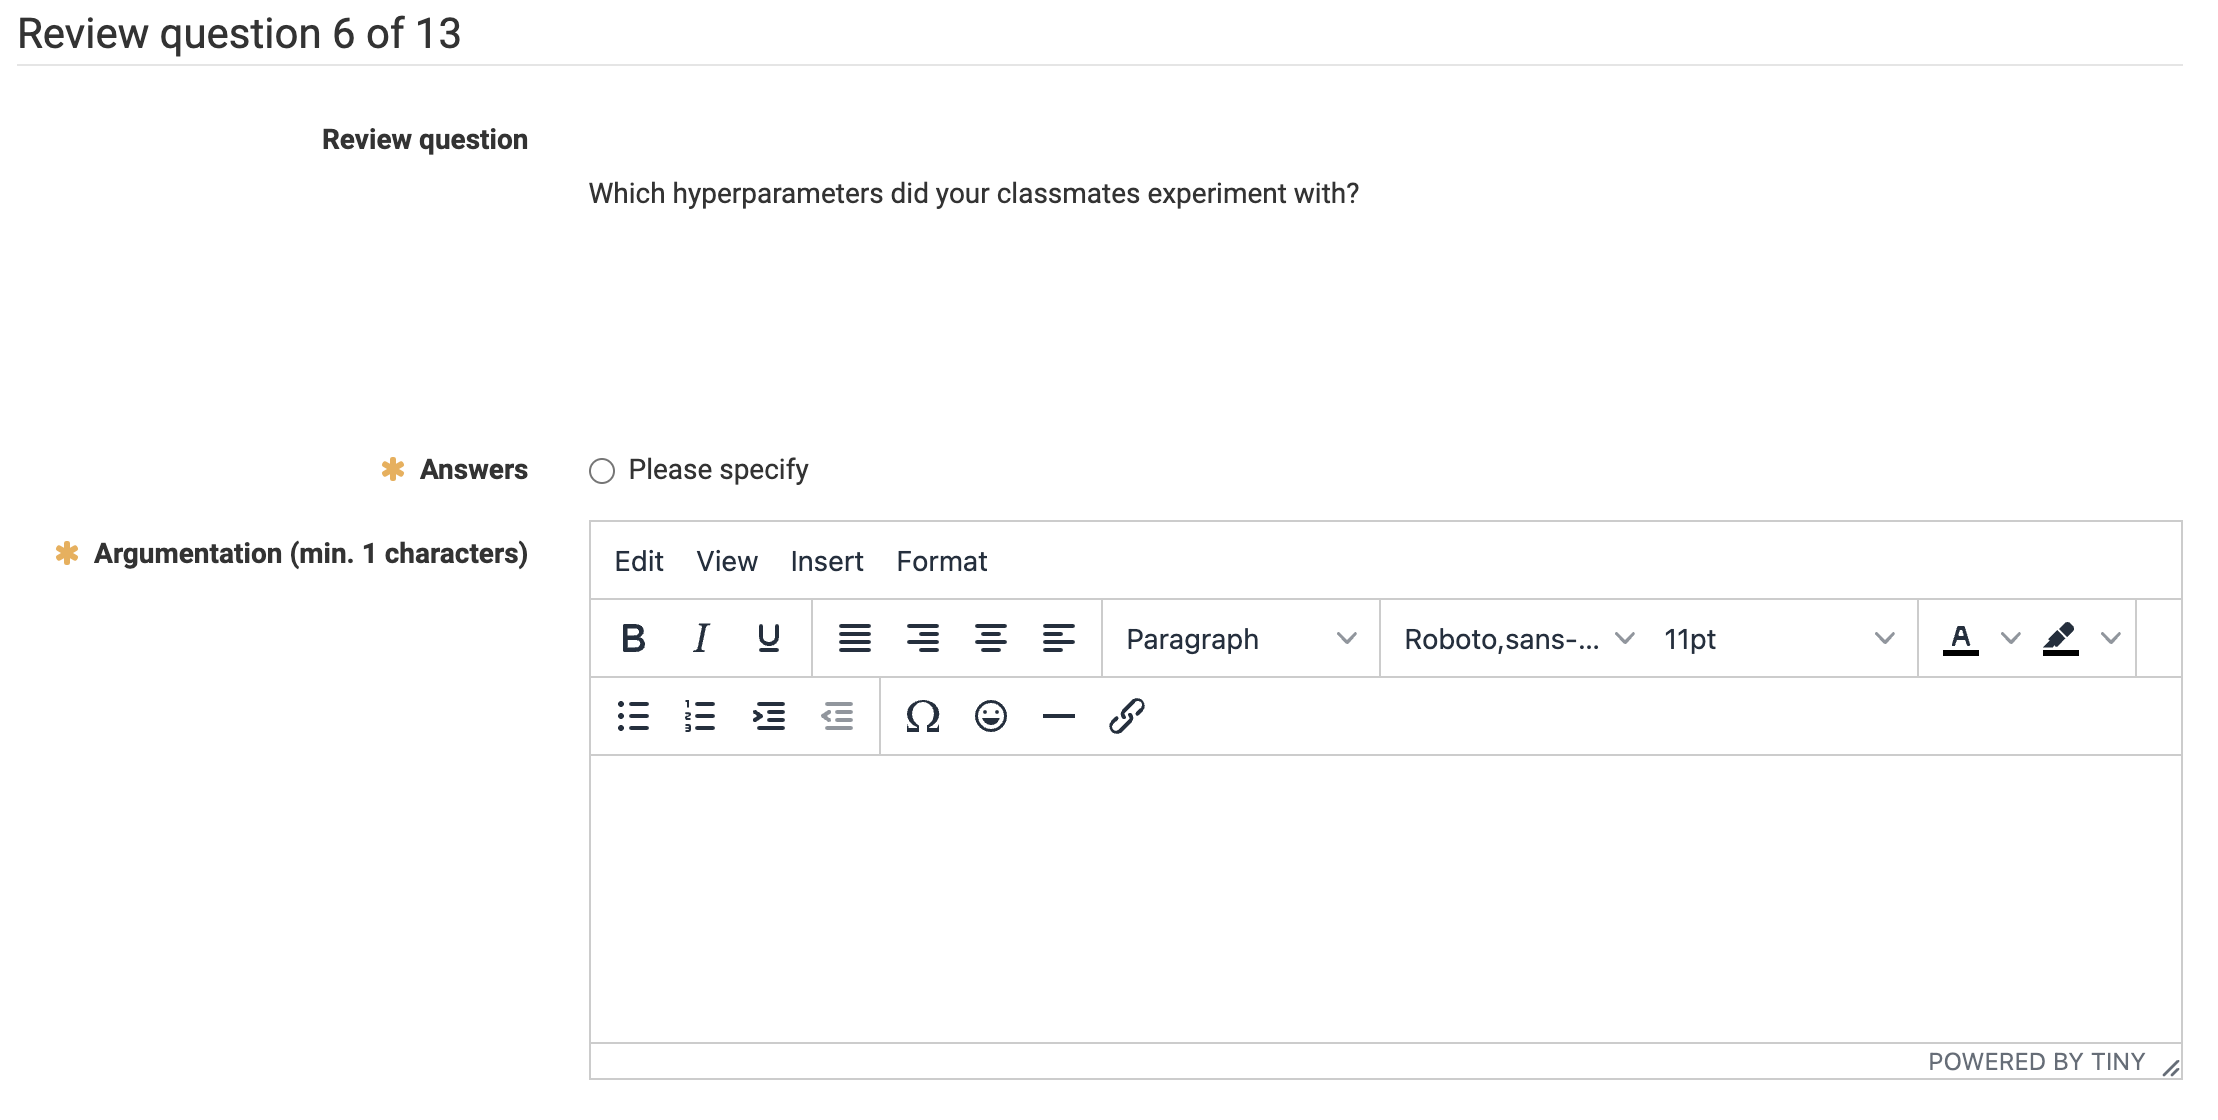 Review question 6 of 13
Review question
Which hyperparameters did your classmates experiment with?
* Answers
Please specify
* Argumentation (min. 1 characters)
Edit View Insert Format
B I U Paragraph Roboto,sans-... 11pt A
Ω
POWERED BY TINY